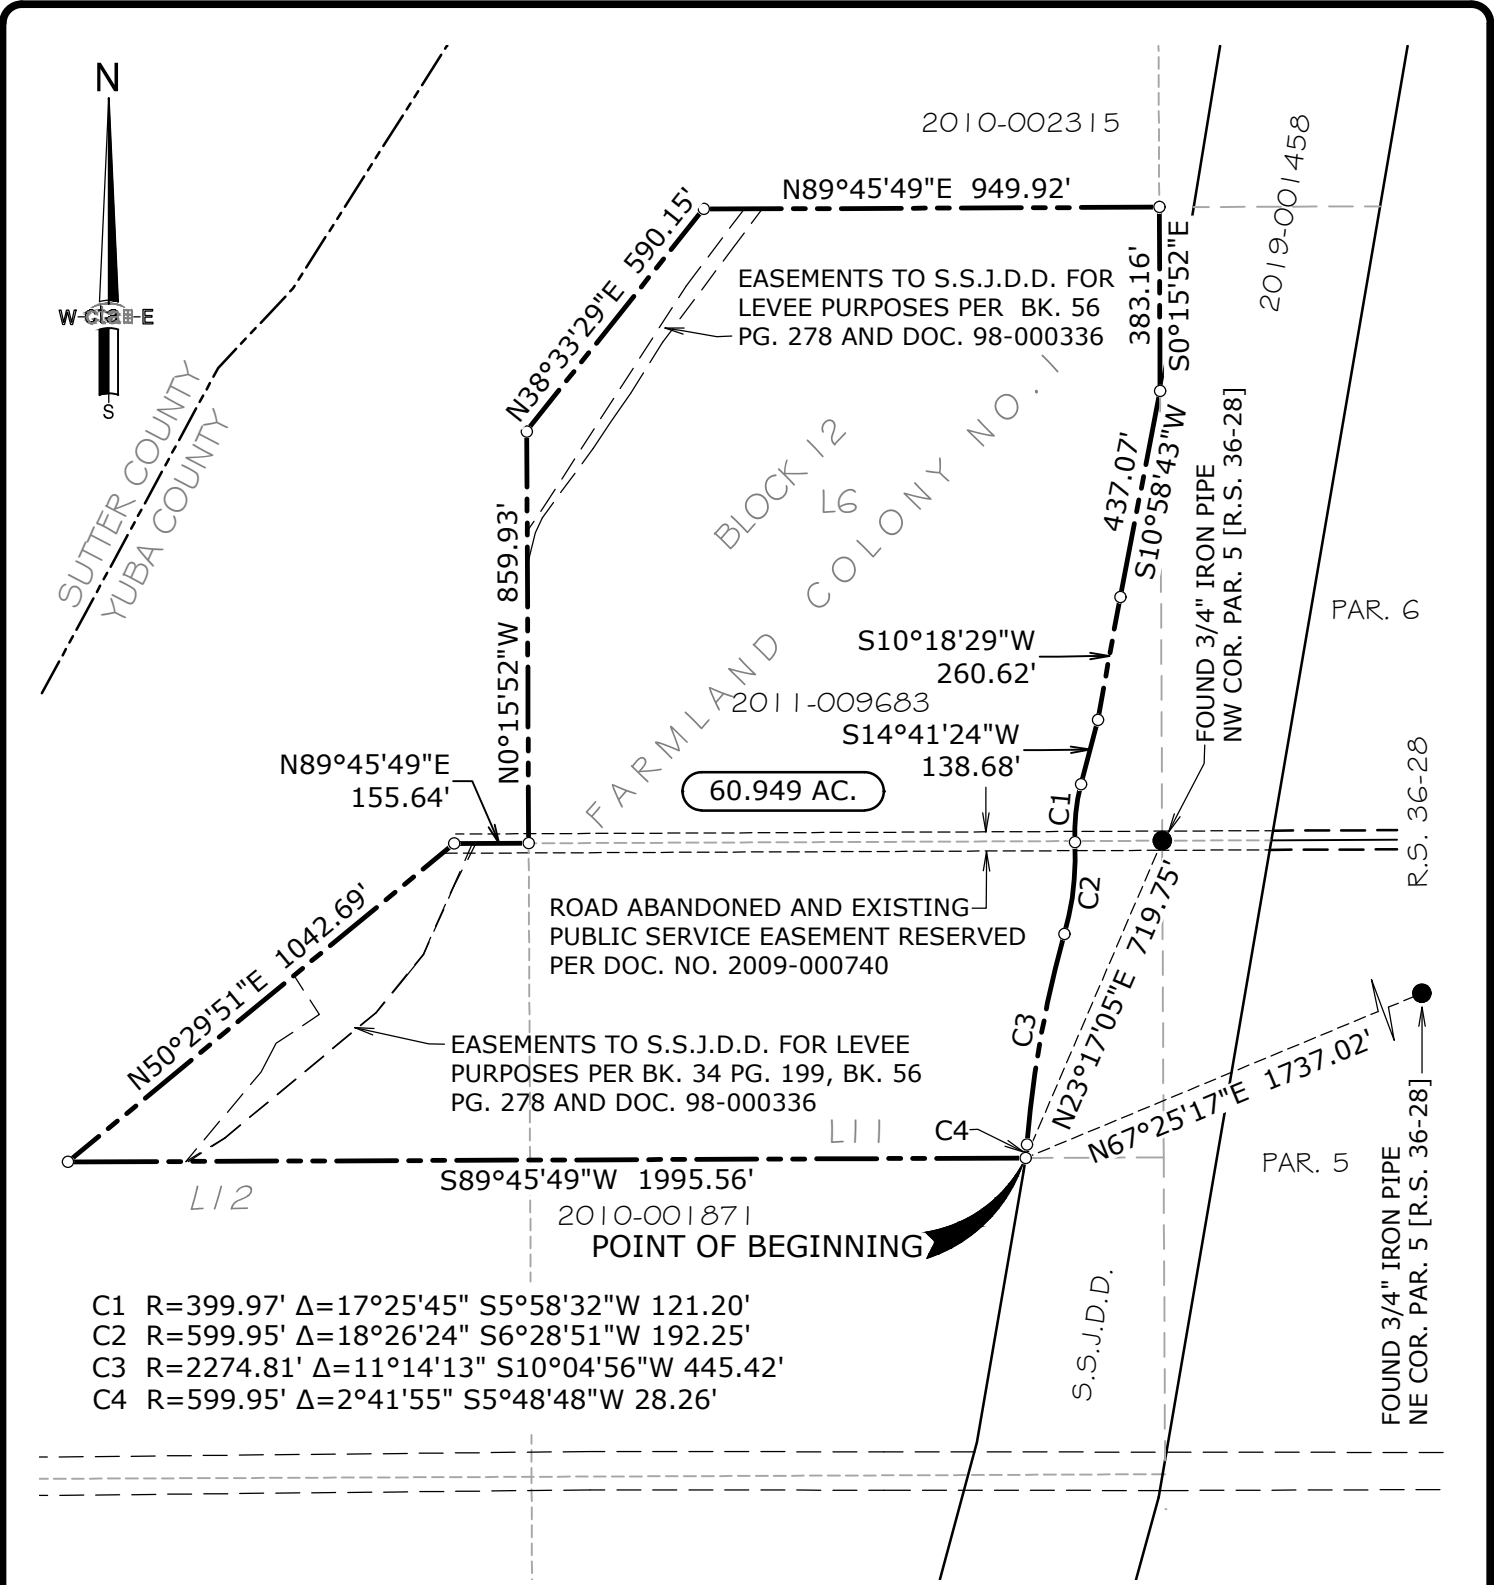 N
W-cta-E
S
2010-002315
2019-001458
N89°45'49"E 949.92'
N38°33'29"E 590.15'
383.16'
S0°15'52"E
EASEMENTS TO S.S.J.D.D. FOR
LEVEE PURPOSES PER BK. 56
PG. 278 AND DOC. 98-000336
SUTTER COUNTY
YUBA COUNTY
BLOCK 12
L6
FARMLAND COLONY NO. 1
437.07'
S10°58'43"W
FOUND 3/4" IRON PIPE
NW COR. PAR. 5 [R.S. 36-28]
N0°15'52"W 859.93'
PAR. 6
S10°18'29"W
260.62'
2011-009683
S14°41'24"W
138.68'
N89°45'49"E
155.64'
60.949 AC.
C1
R.S. 36-28
C2
ROAD ABANDONED AND EXISTING
PUBLIC SERVICE EASEMENT RESERVED
PER DOC. NO. 2009-000740
N50°29'51"E 1042.69'
N23°17'05"E 719.75'
C3
EASEMENTS TO S.S.J.D.D. FOR LEVEE
PURPOSES PER BK. 34 PG. 199, BK. 56
PG. 278 AND DOC. 98-000336
N67°25'17"E 1737.02'
L11
C4
PAR. 5
FOUND 3/4" IRON PIPE
NE COR. PAR. 5 [R.S. 36-28]
S89°45'49"W 1995.56'
L12
2010-001871
POINT OF BEGINNING
S.S.J.D.D.
C1 R=399.97' Δ=17°25'45" S5°58'32"W 121.20'
C2 R=599.95' Δ=18°26'24" S6°28'51"W 192.25'
C3 R=2274.81' Δ=11°14'13" S10°04'56"W 445.42'
C4 R=599.95' Δ=2°41'55" S5°48'48"W 28.26'